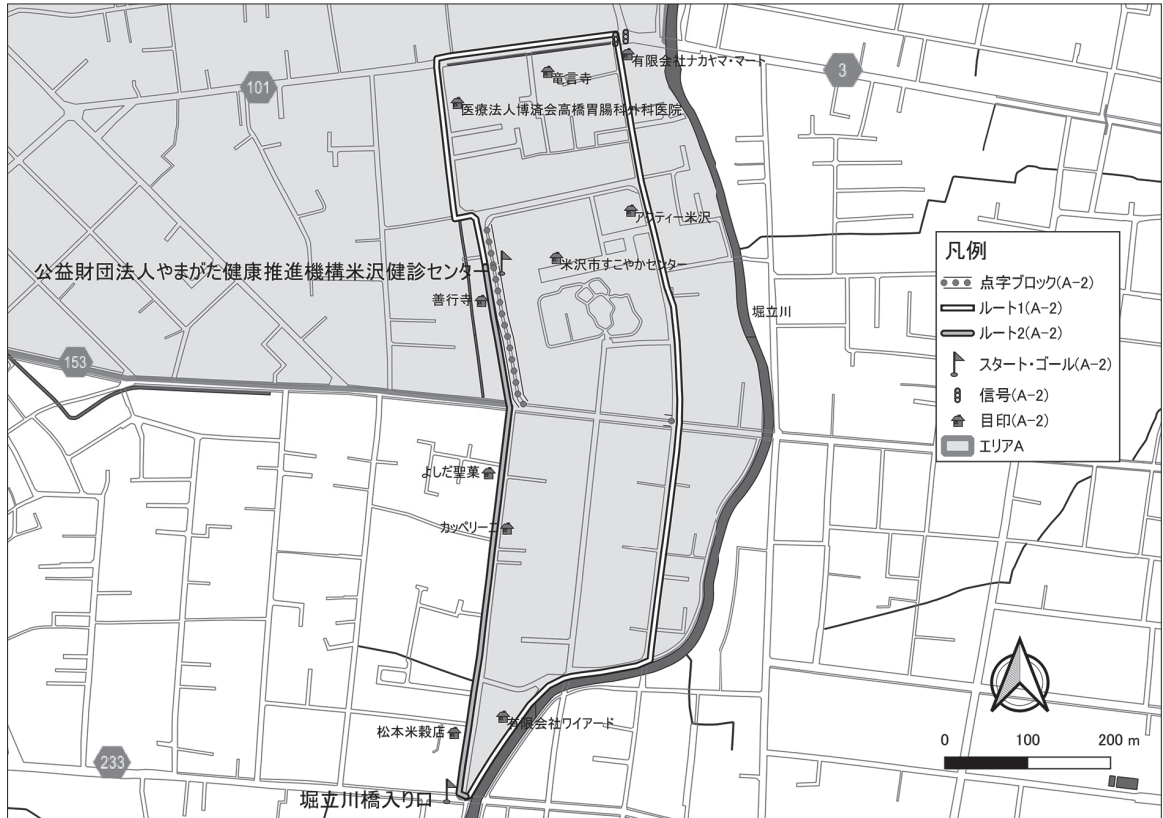 有限会社ナカヤマ・マート
3
竜言寺
101
医療法人博済会高橋胃腸科外科医院
アクティー米沢
凡例
公益財団法人やまがた健康推進機構米沢健診センター
米沢市すこやかセンター
点字ブロック(A-2)
善行寺
堀立川
ルート1(A-2)
ルート2(A-2)
153
スタート・ゴール(A-2)
信号(A-2)
目印(A-2)
エリアA
よしだ聖菓
カッペリーニ
有限会社ワイアード
松本米穀店
0 100 200 m
233
堀立川橋入り口